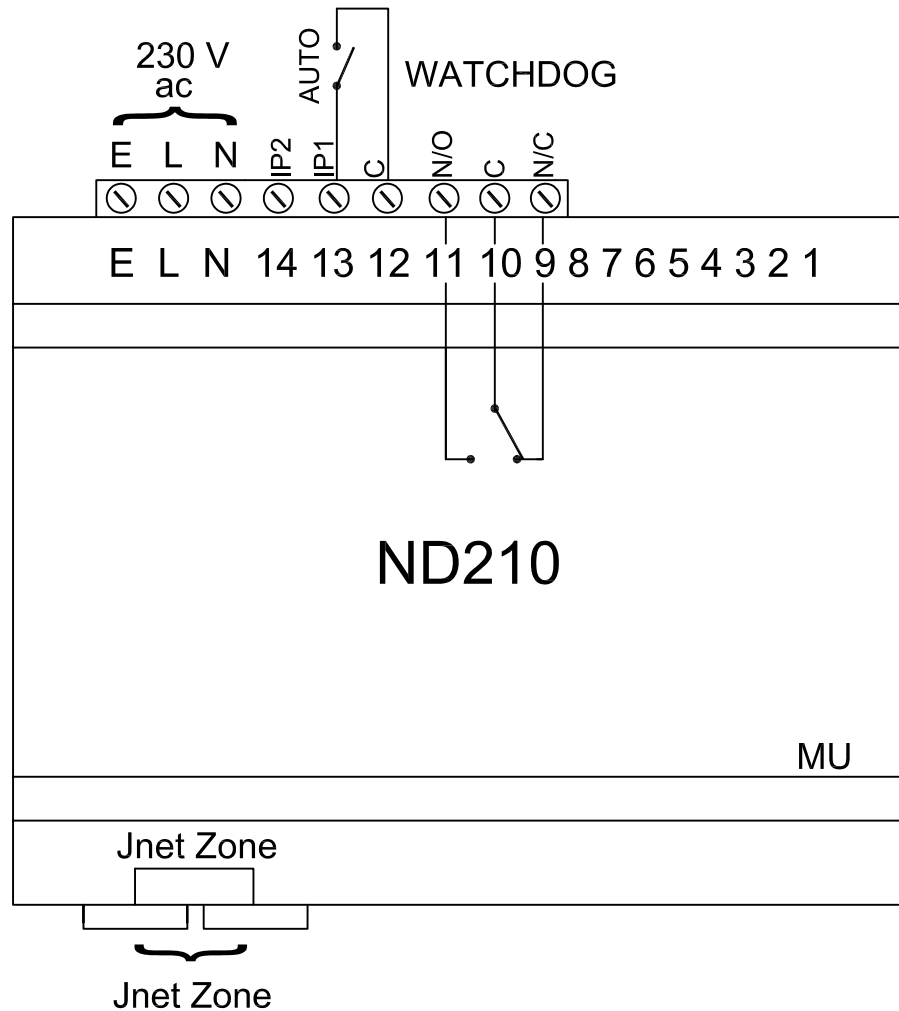 230 V
ac
AUTO
WATCHDOG
E L N IP2 IP1 C N/O C N/C
E L N 14 13 12 11 10 9 8 7 6 5 4 3 2 1
ND210
MU
Jnet Zone
Jnet Zone